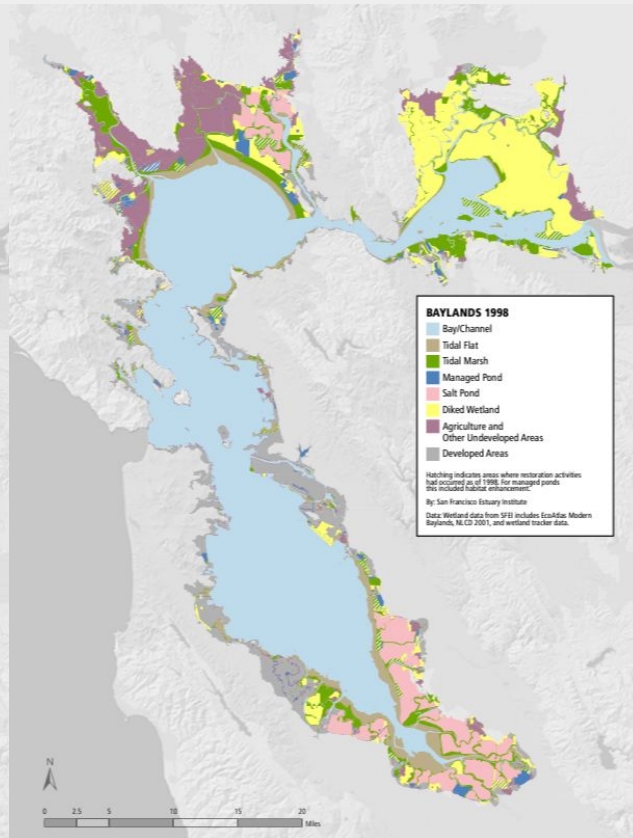 BAYLANDS 1998
Bay/Channel
Tidal Flat
Tidal Marsh
Managed Pond
Salt Pond
Diked Wetland
Agriculture and
Other Undeveloped Areas
Developed Areas
Hatching indicates areas where restoration activities
had occurred as of 1998. For managed ponds
this included habitat enhancement.
By: San Francisco Estuary Institute
Data: Wetland data from SFEI includes EcoAtlas Modern
Baylands, NLCD 2001, and wetland tracker data.
N
0 2.5 5 10 15 20
Miles